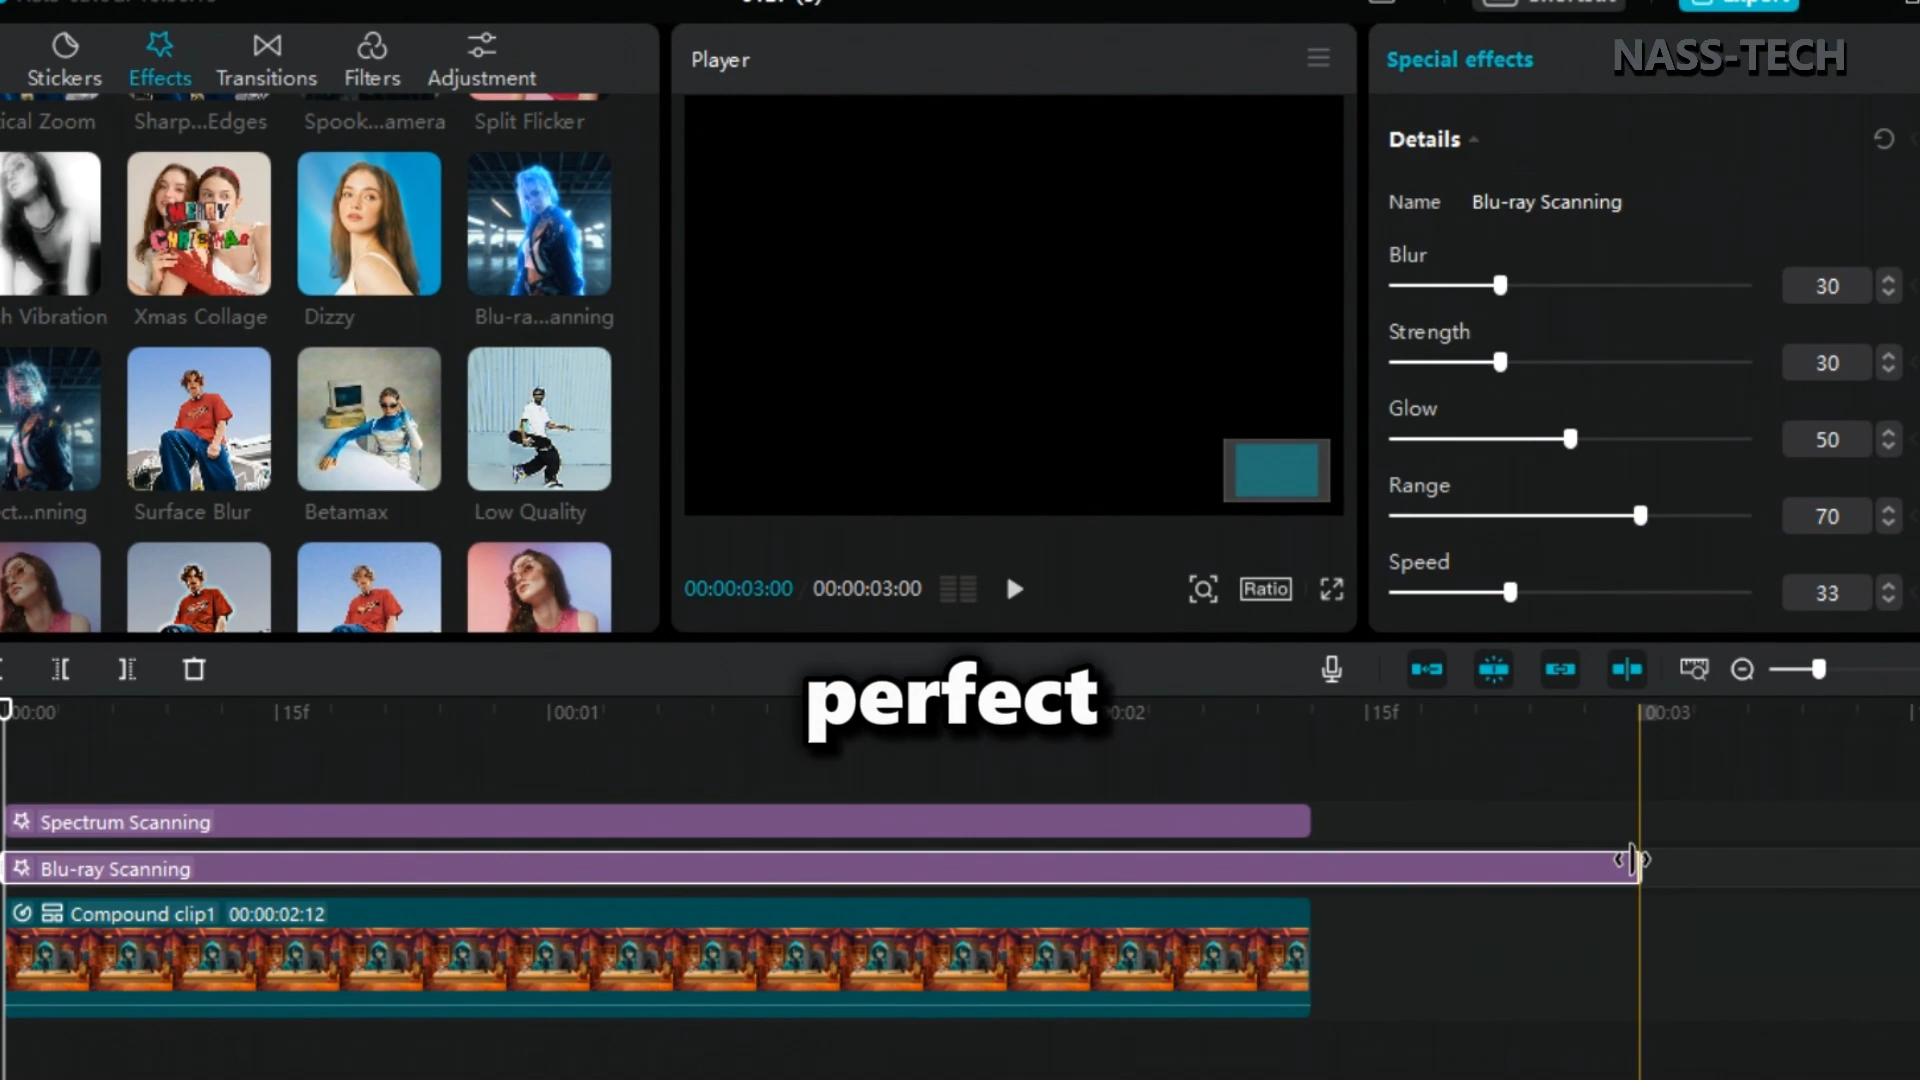 Export
Stickers
Effects
Transitions
Filters
Adjustment
Player
Special effects
NASS-TECH
ical Zoom
Sharp...Edges
Spook...amera
Split Flicker
Details
Name
Blu-ray Scanning
MERRY
CHRISTMAS
h Vibration
Xmas Collage
Dizzy
Blu-ra...anning
Blur
30
Strength
30
Glow
50
Range
70
Speed
33
ct...nning
Surface Blur
Betamax
Low Quality
00:00:03:00
00:00:03:00
Ratio
perfect
00:00
15f
00:01
0:02
15f
00:03
Spectrum Scanning
Blu-ray Scanning
Compound clip1 00:00:02:12